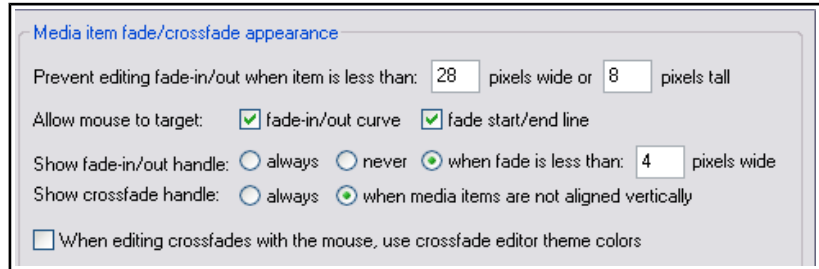 Media item fade/crossfade appearance
Prevent editing fade-in/out when item is less than: 28 pixels wide or 8 pixels tall
Allow mouse to target: fade-in/out curve fade start/end line
Show fade-in/out handle: always never when fade is less than: 4 pixels wide
Show crossfade handle: always when media items are not aligned vertically
When editing crossfades with the mouse, use crossfade editor theme colors